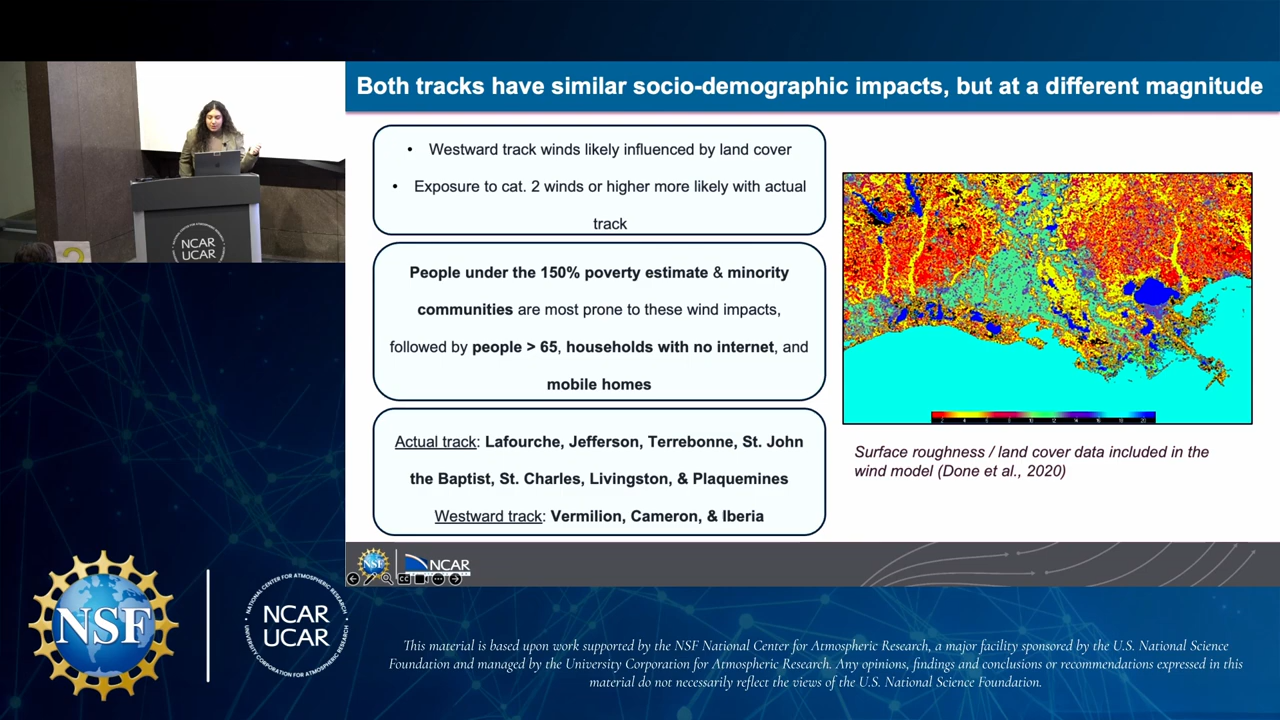 Both tracks have similar socio-demographic impacts, but at a different magnitude
• Westward track winds likely influenced by land cover
• Exposure to cat. 2 winds or higher more likely with actual
track
People under the 150% poverty estimate & minority
communities are most prone to these wind impacts,
followed by people > 65, households with no internet, and
mobile homes
Actual track: Lafourche, Jefferson, Terrebonne, St. John
the Baptist, St. Charles, Livingston, & Plaquemines
Westward track: Vermilion, Cameron, & Iberia
Surface roughness / land cover data included in the
wind model (Done et al., 2020)
NCAR
UCAR
NSF
NCAR
NSF
NATIONAL CENTER FOR ATMOSPHERIC RESEARCH
NCAR
UCAR
UNIVERSITY CORPORATION FOR ATMOSPHERIC RESEARCH
This material is based upon work supported by the NSF National Center for Atmospheric Research, a major facility sponsored by the U.S. National Science
Foundation and managed by the University Corporation for Atmospheric Research. Any opinions, findings and conclusions or recommendations expressed in this
material do not necessarily reflect the views of the U.S. National Science Foundation.